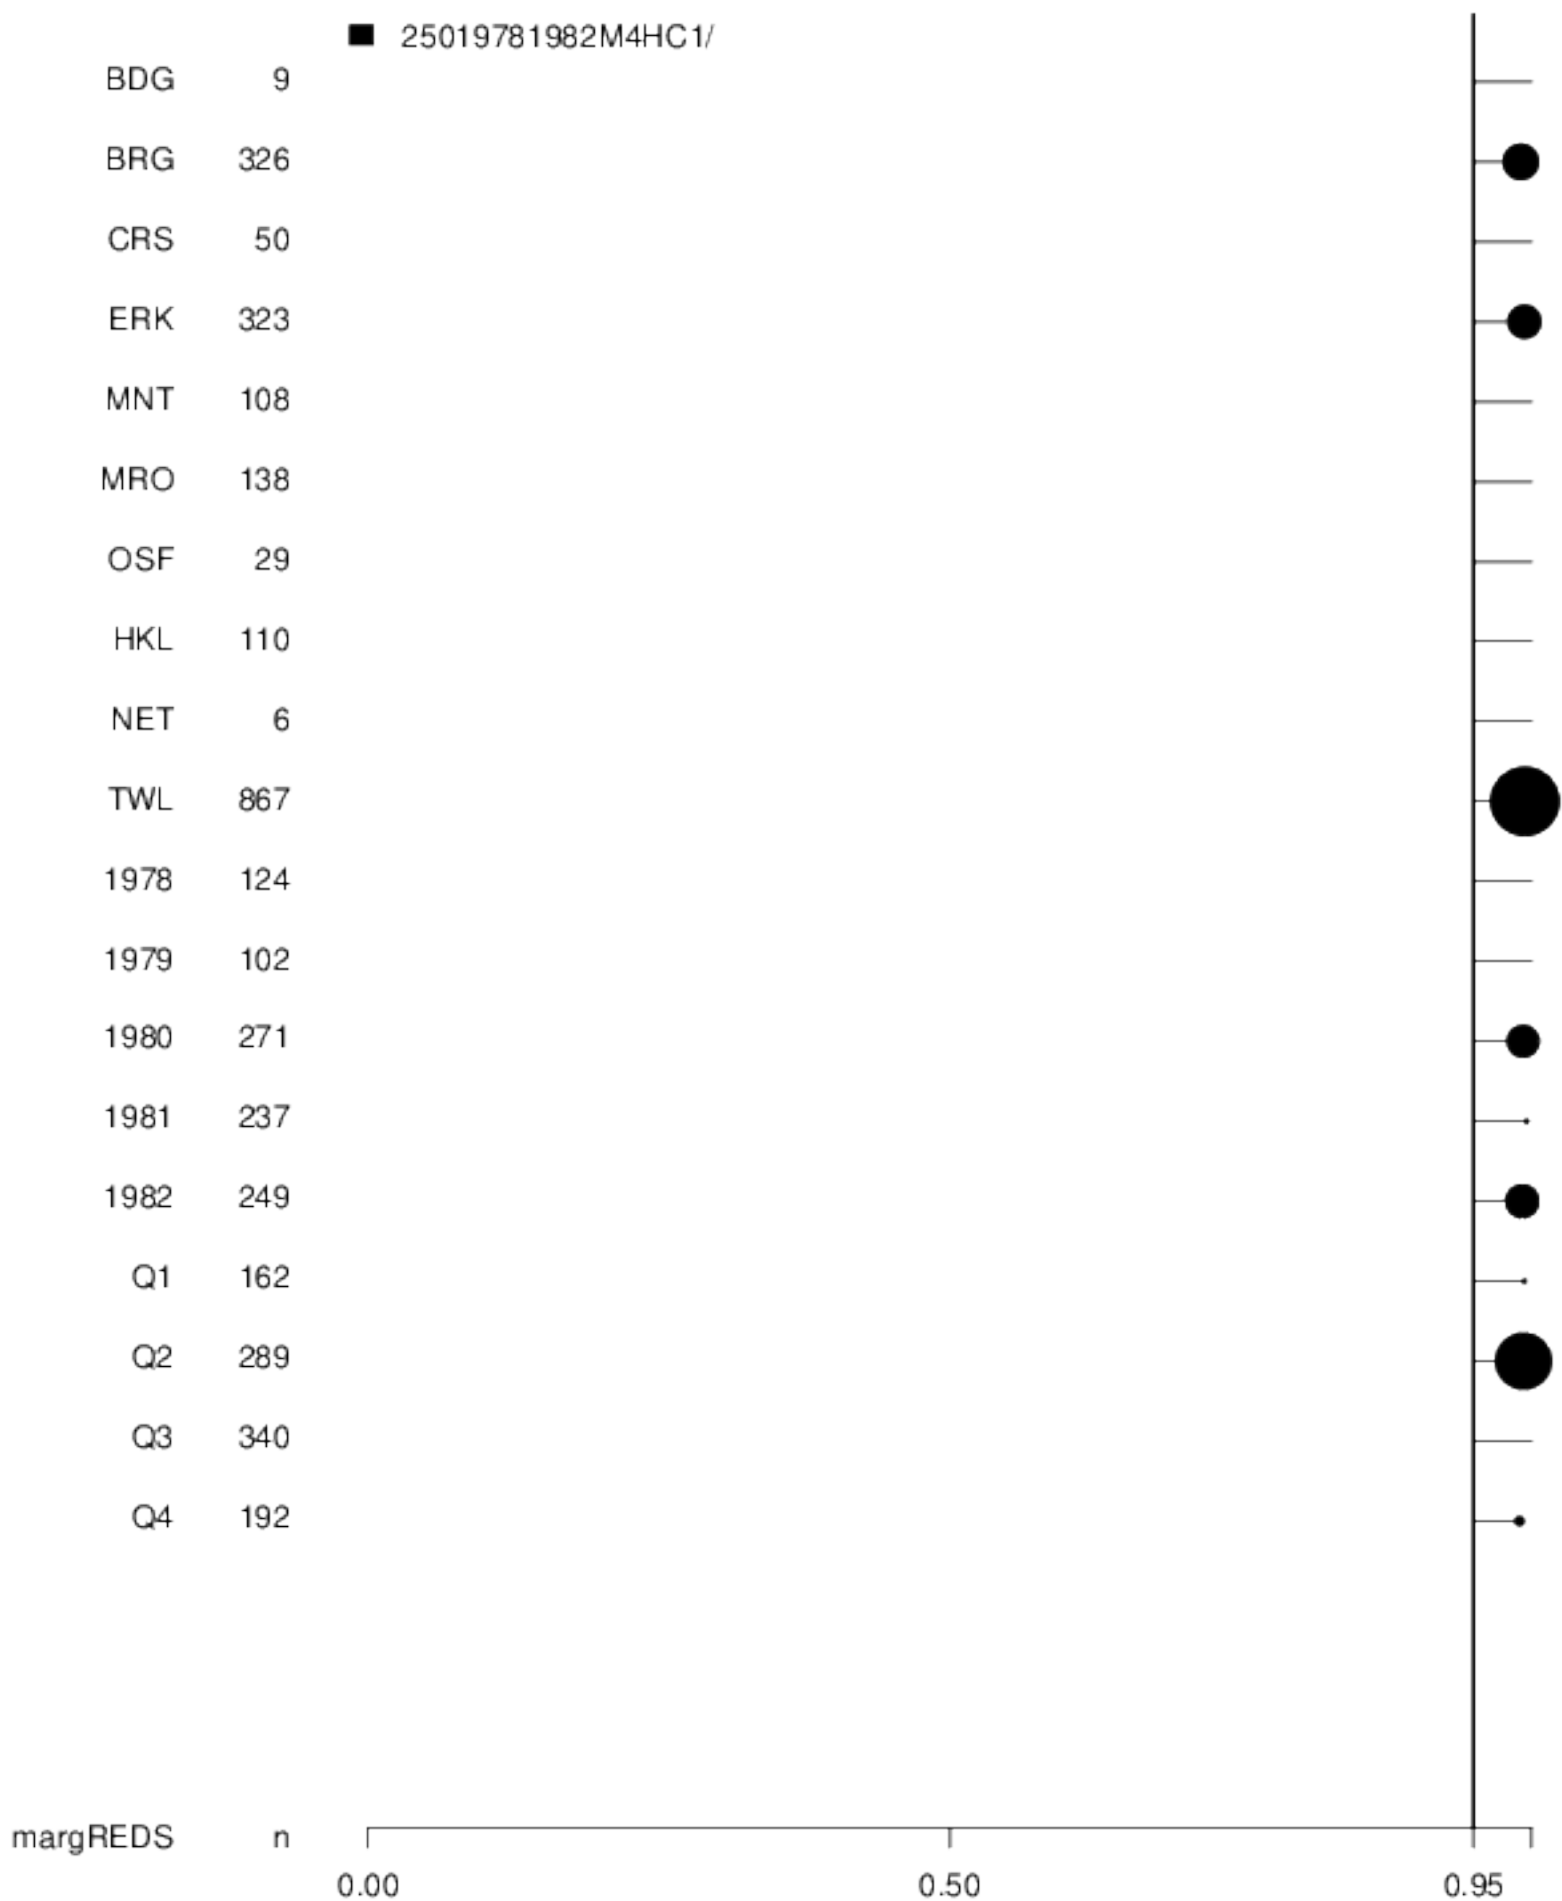 25019781982M4HC1/
BDG 9
BRG 326
CRS 50
ERK 323
MNT 108
MRO 138
OSF 29
HKL 110
NET 6
TWL 867
1978 124
1979 102
1980 271
1981 237
1982 249
Q1 162
Q2 289
Q3 340
Q4 192
margREDS n
0.00 0.50 0.95